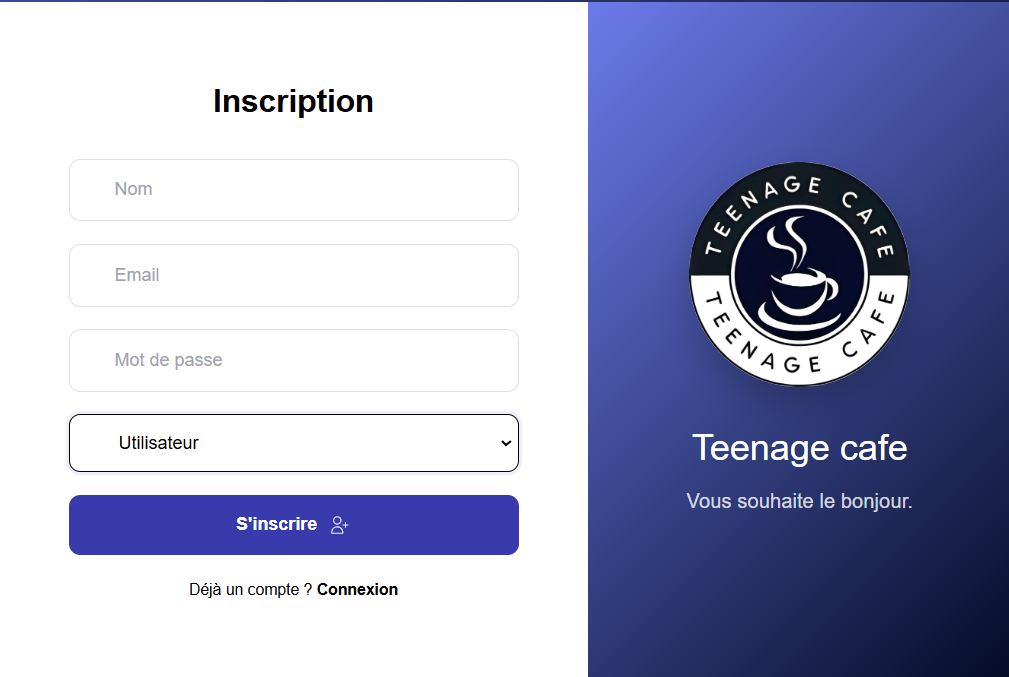 Inscription
Nom
Email
Mot de passe
Utilisateur
S'inscrire
Déjà un compte ? Connexion
TEENAGE CAFE
TEENAGE CAFE
Teenage cafe
Vous souhaite le bonjour.